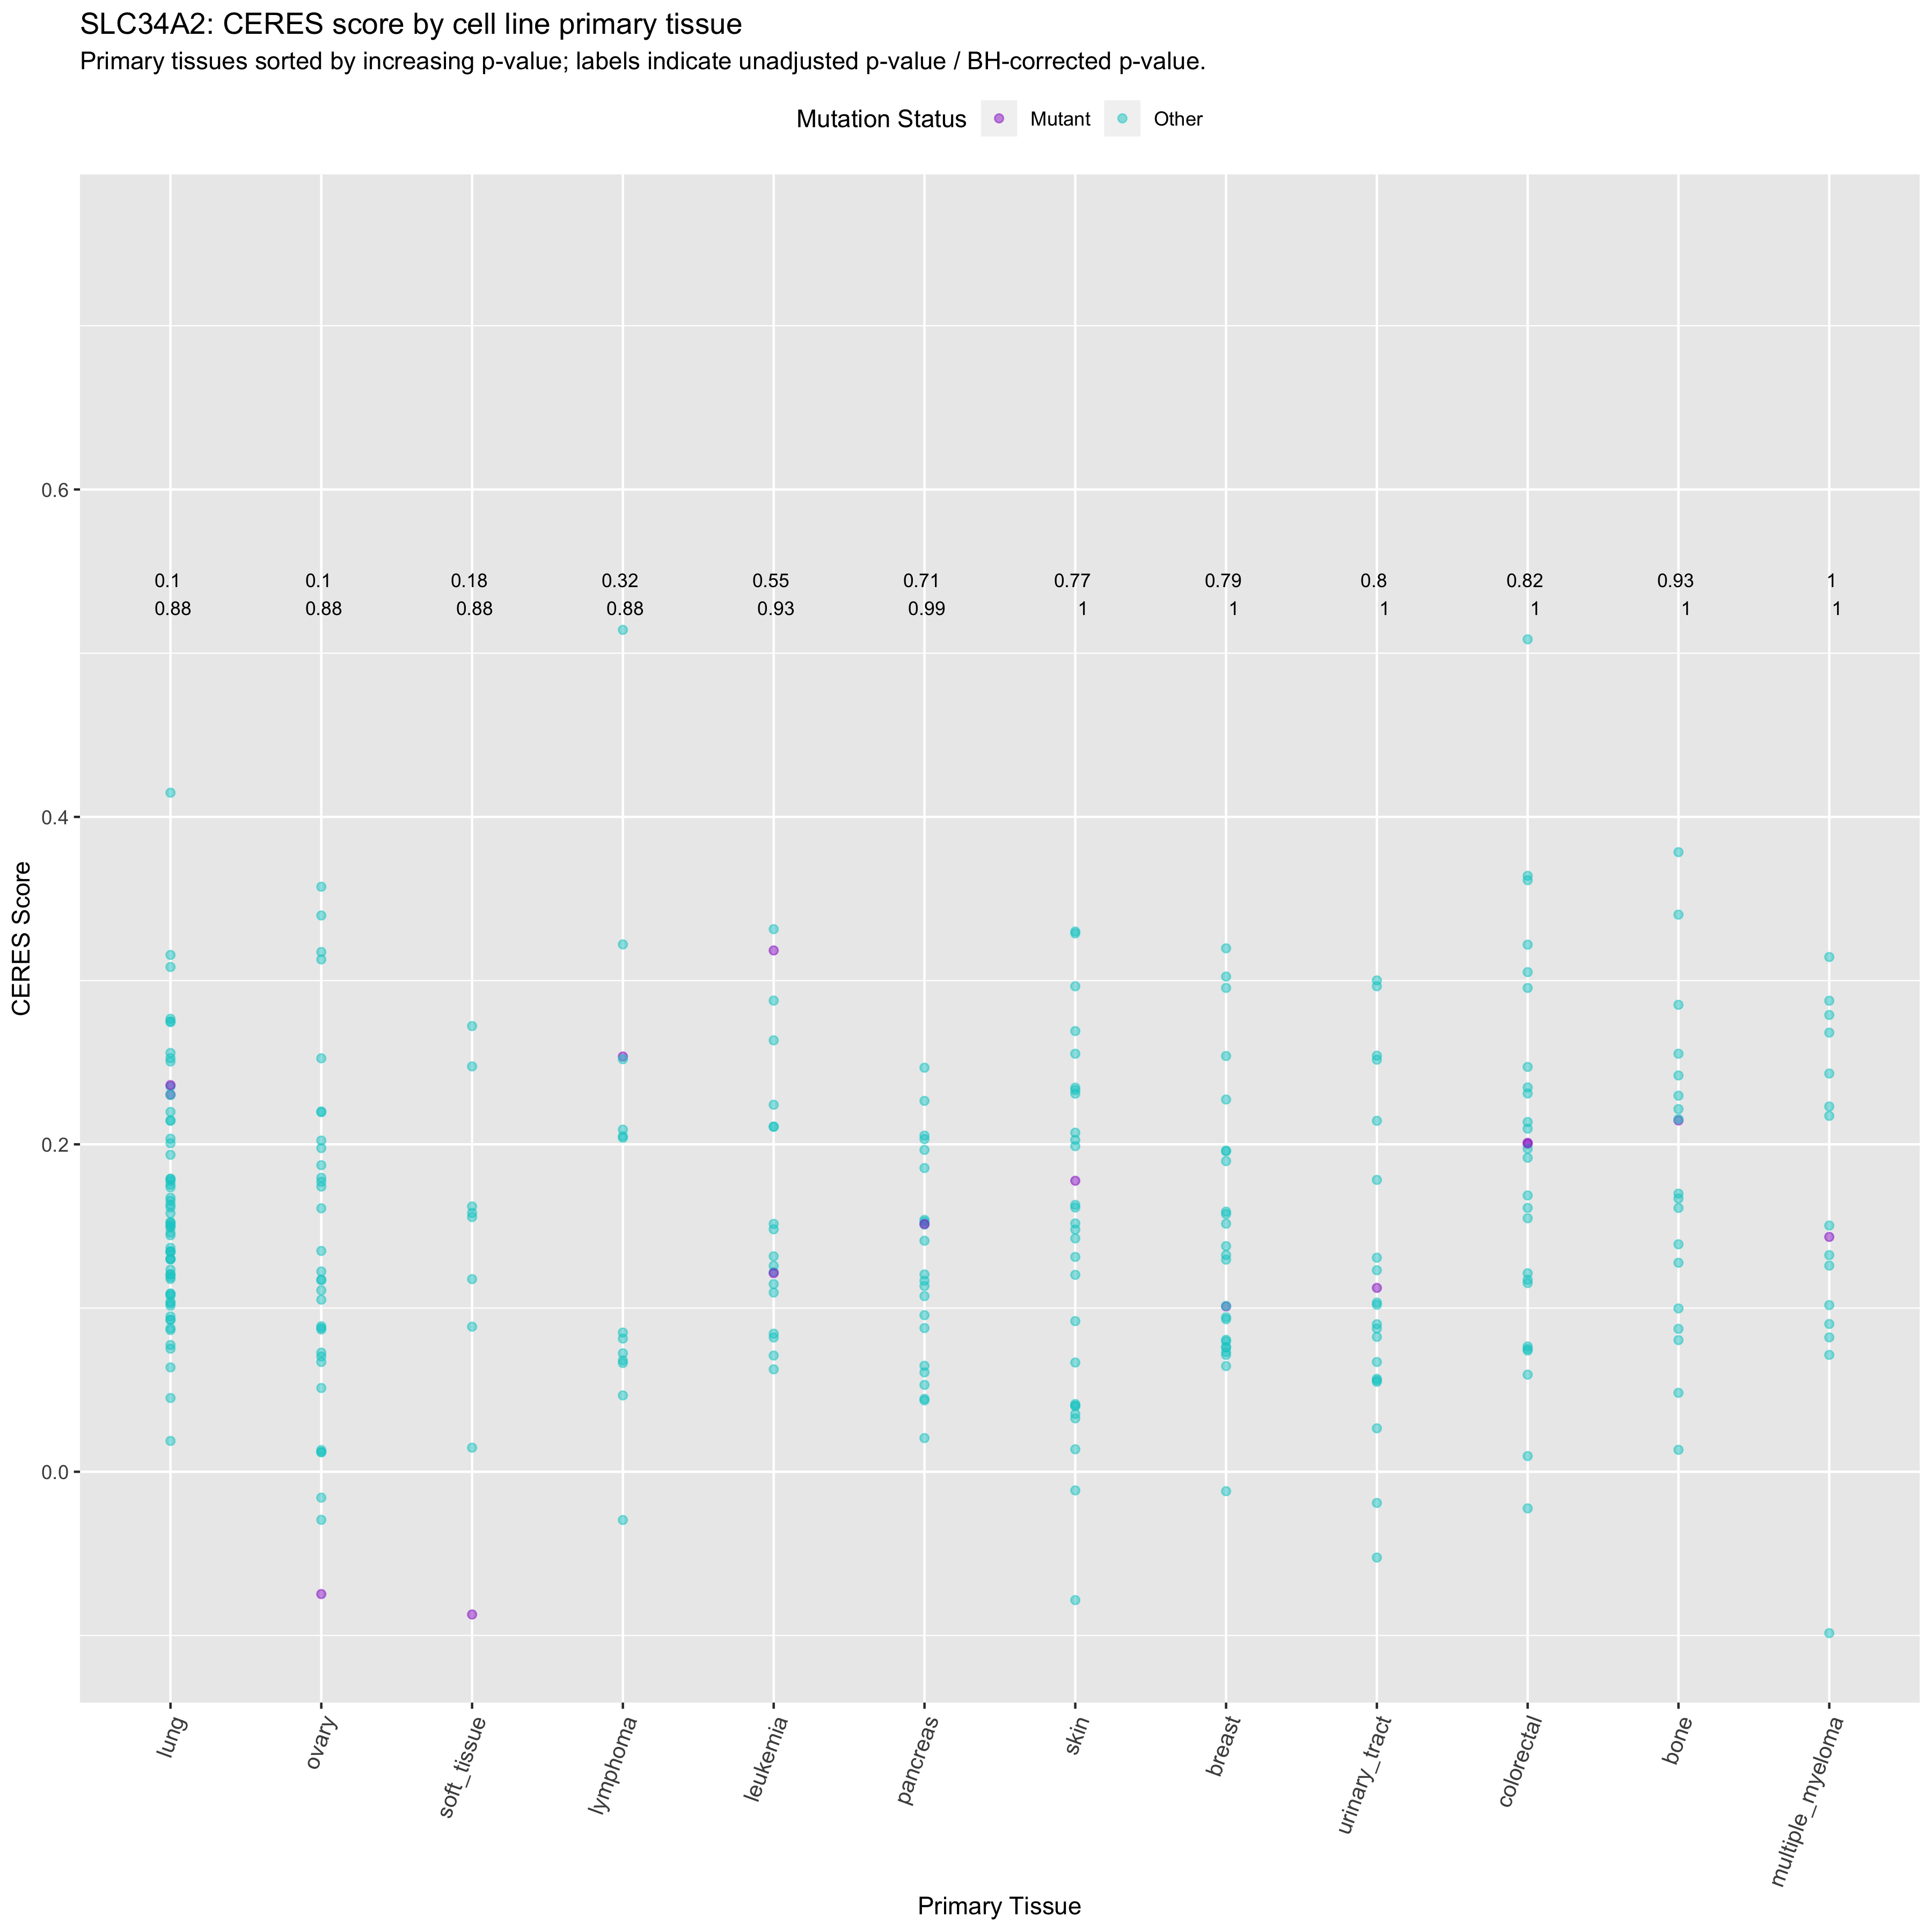 SLC34A2: CERES score by cell line primary tissue
Primary tissues sorted by increasing p-value; labels indicate unadjusted p-value / BH-corrected p-value.
Mutation Status Mutant Other
0.6
0.1 0.1 0.18 0.32 0.55 0.71 0.77 0.79 0.8 0.82 0.93 1
0.88 0.88 0.88 0.88 0.93 0.99 1 1 1 1 1 1
0.4
CERES Score
0.2
0.0
lung ovary soft_tissue lymphoma leukemia pancreas skin breast urinary_tract colorectal bone multiple_myeloma
Primary Tissue